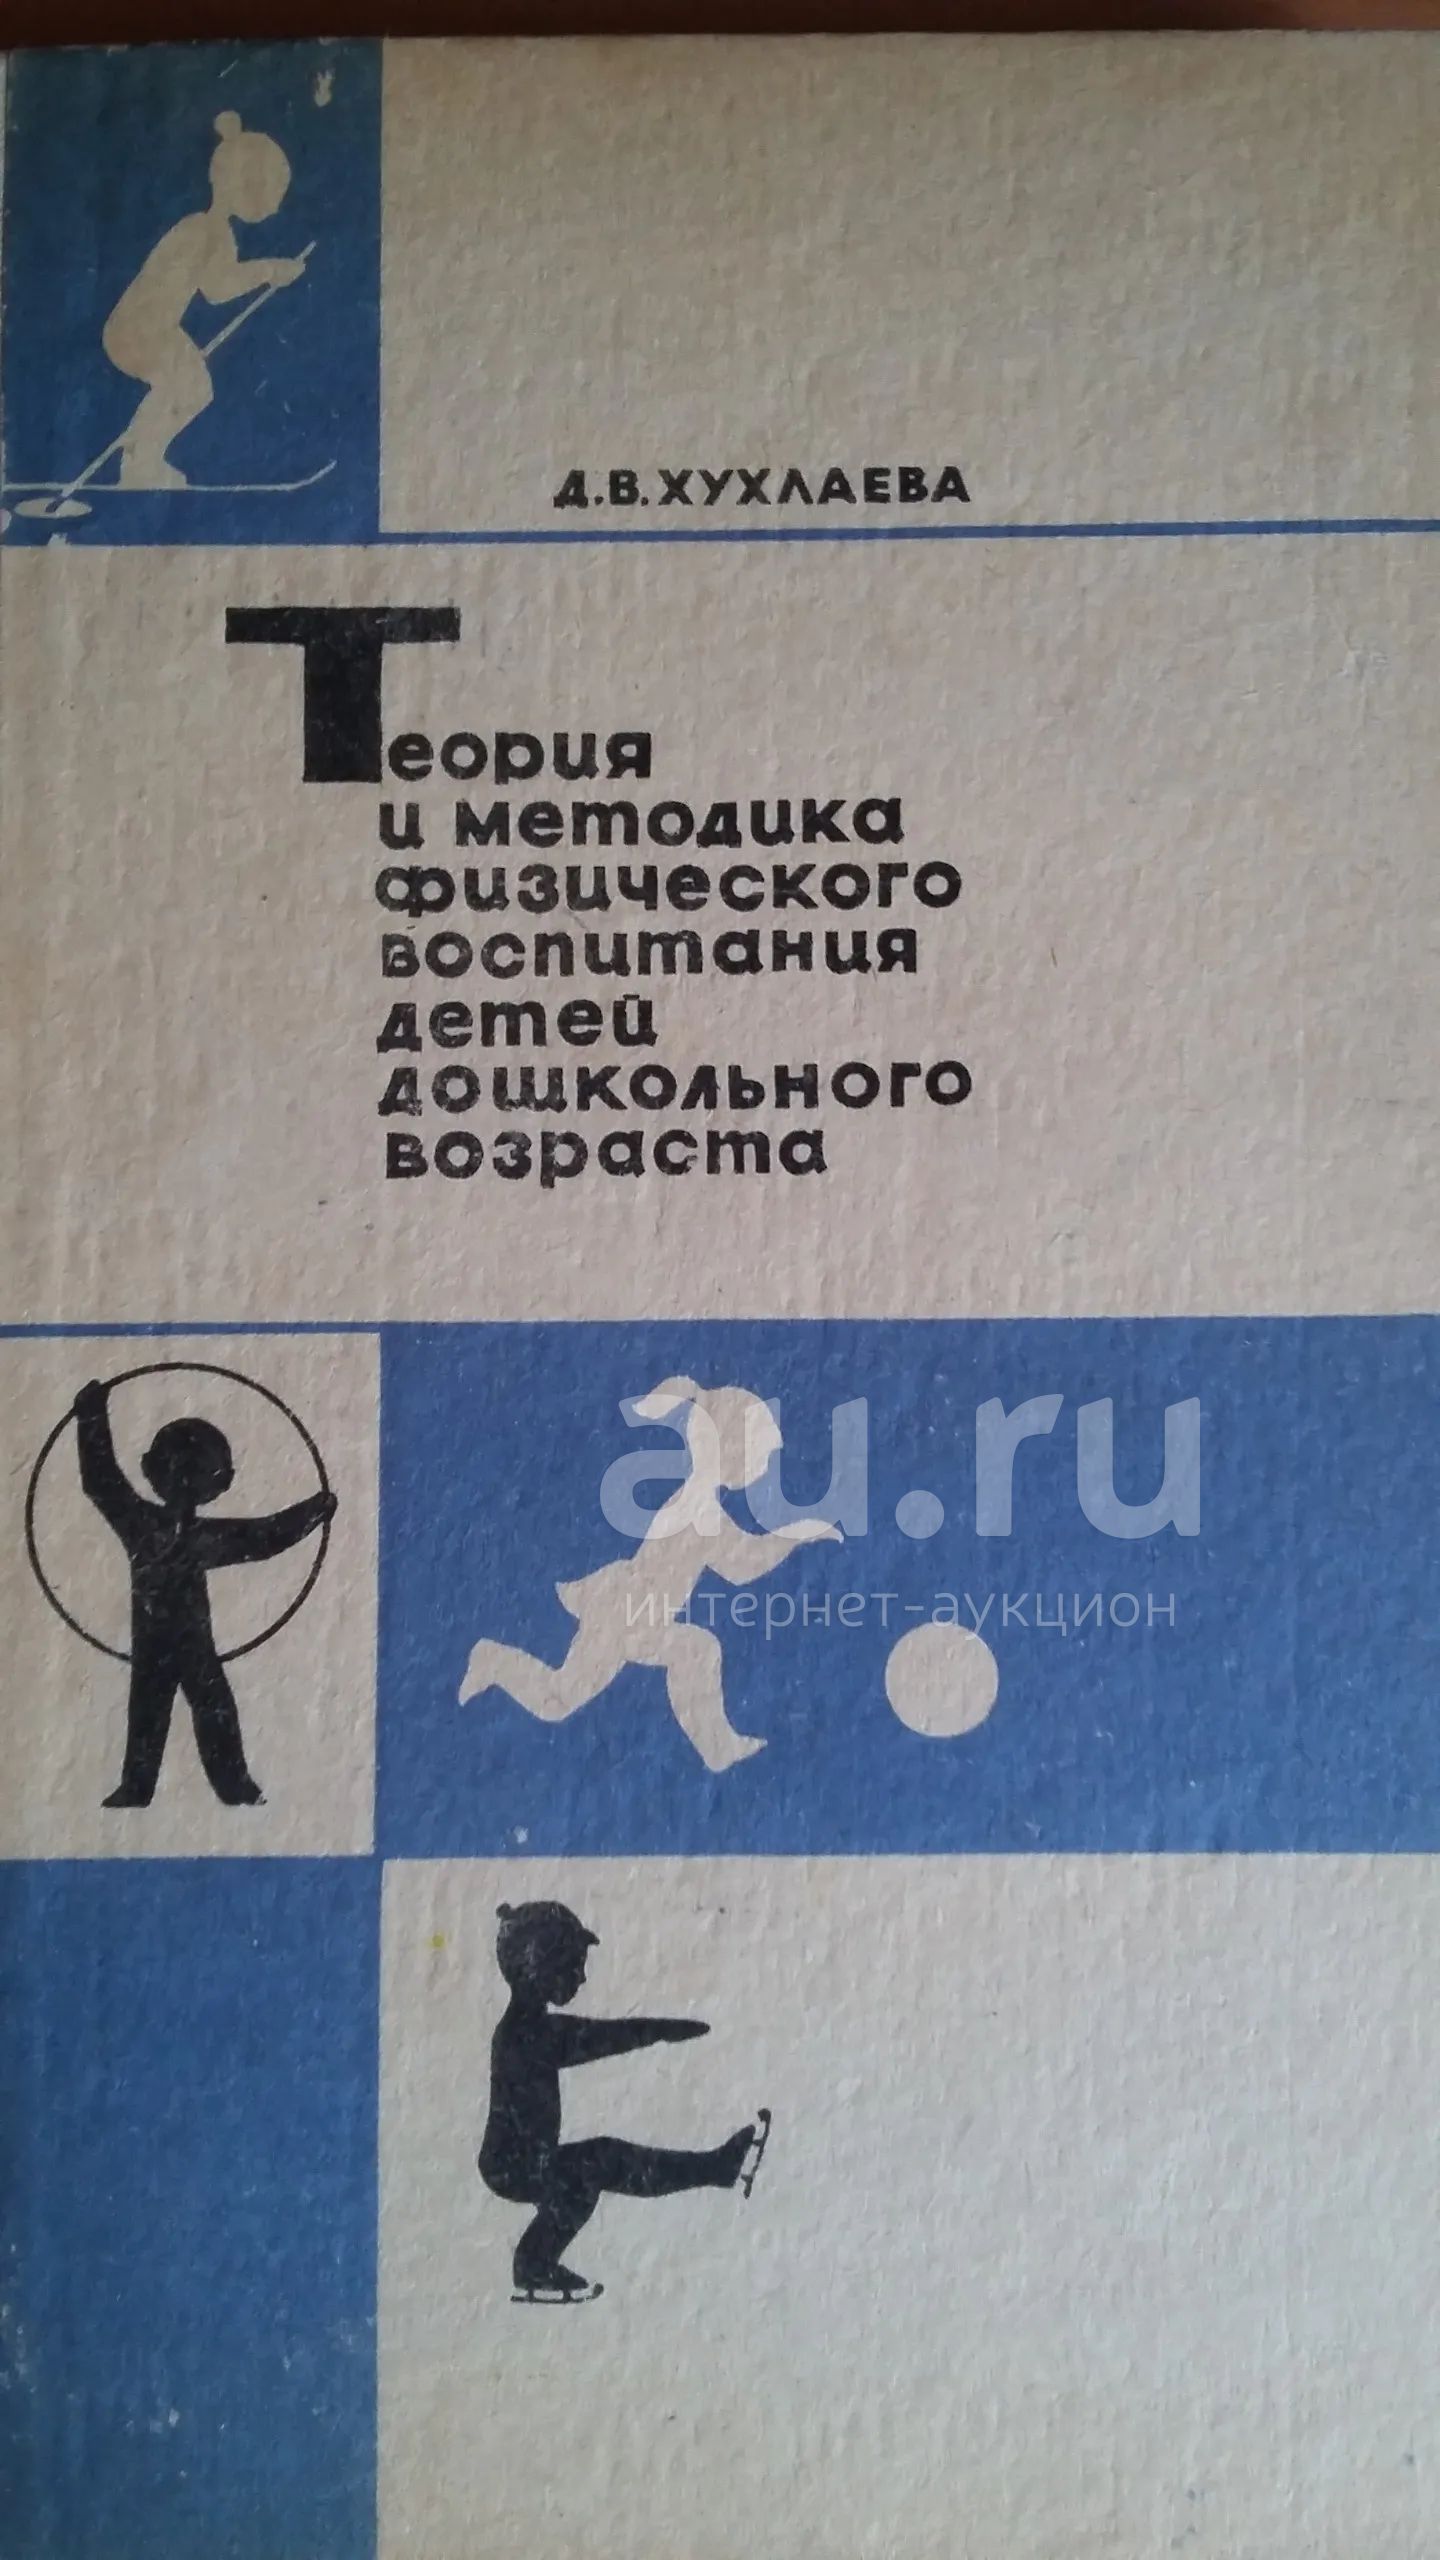 Д.В.ХУХЛАЕВА
Теория
и методика
физического
воспитания
детей
дошкольного
возраста
au.ru
интернет-аукцион